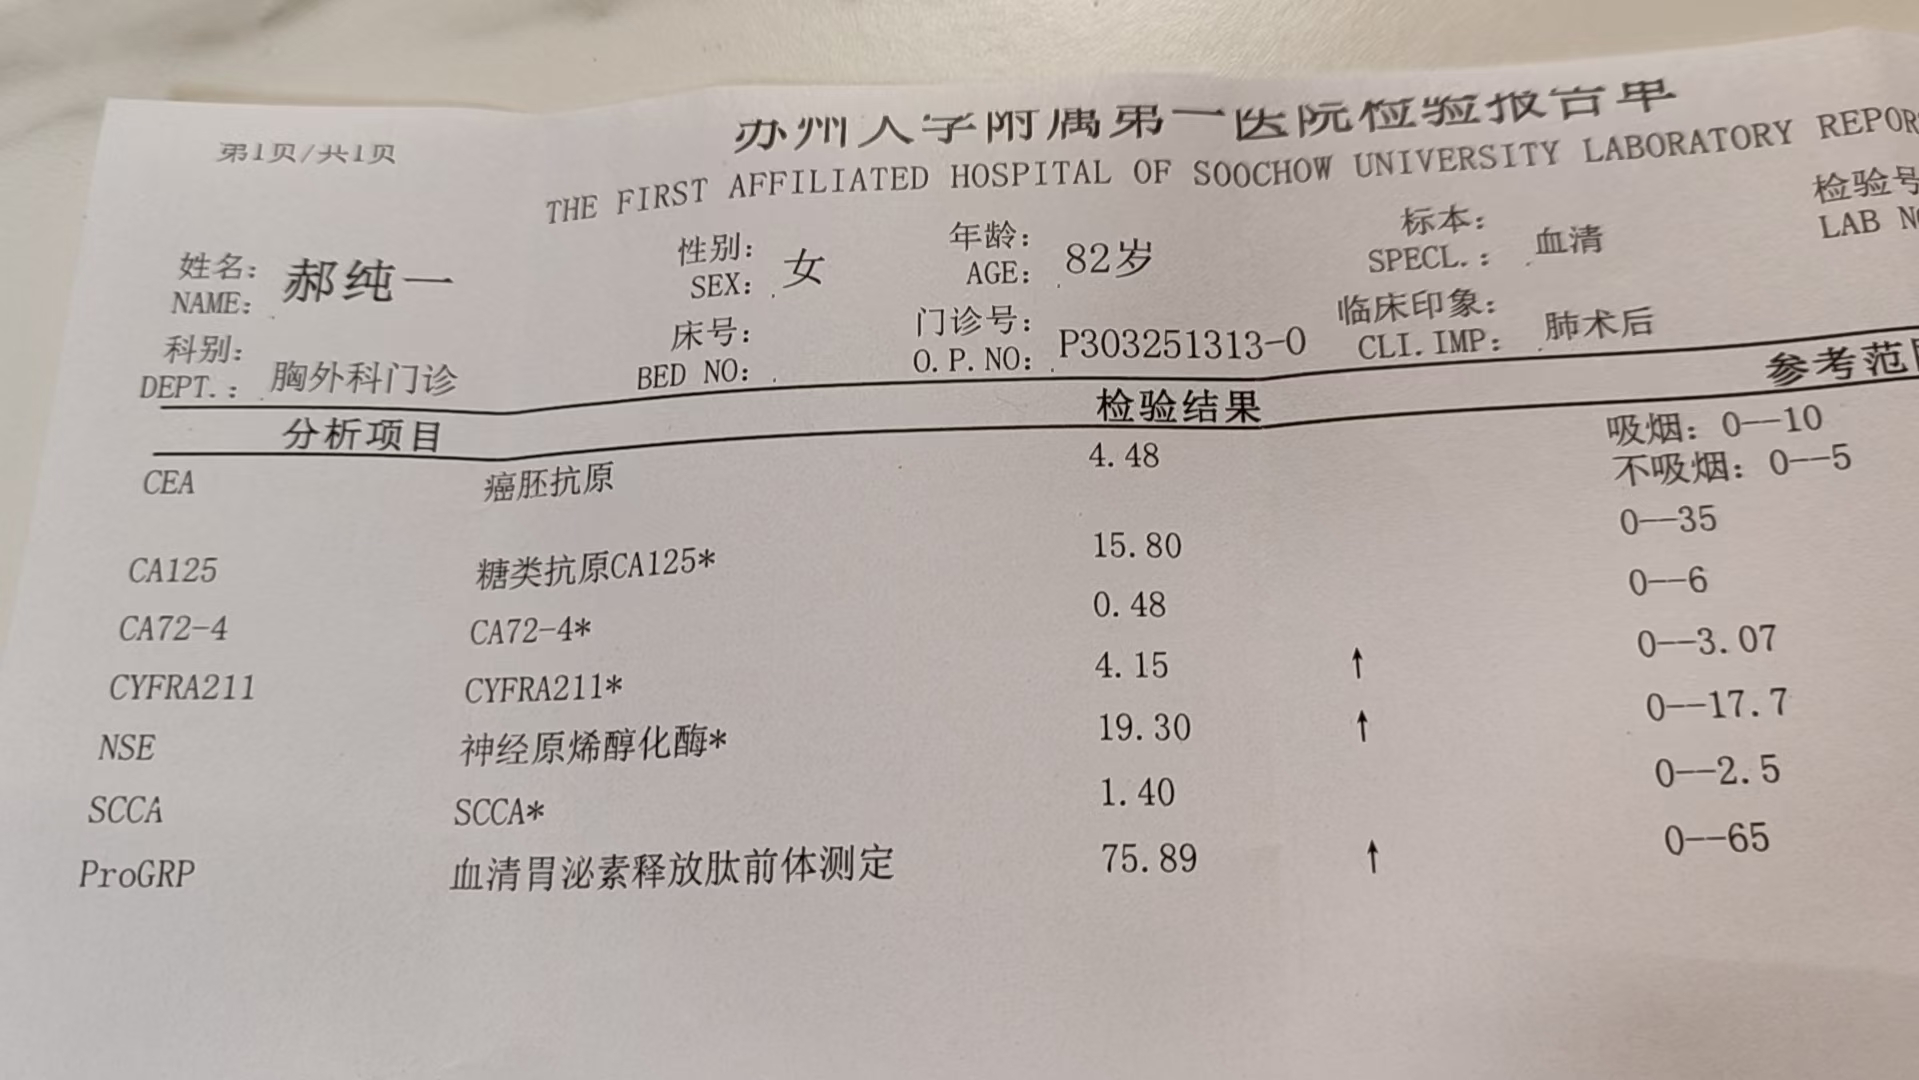 第1页/共1页
苏州大学附属第一医院检验报告单
THE FIRST AFFILIATED HOSPITAL OF SOOCHOW UNIVERSITY LABORATORY REPOR
姓名: 性别: 年龄: 标本: 检验号
NAME: 郝纯一 SEX: 女 AGE: 82岁 SPECL.: 血清 LAB NO
科别: 床号: 门诊号: 临床印象:
DEPT.: 胸外科门诊 BED NO: O.P.NO: P303251313-0 CLI.IMP: 肺术后
分析项目 检验结果 参考范围
CEA 癌胚抗原 4.48 吸烟: 0--10
不吸烟: 0--5
CA125 糖类抗原CA125* 15.80 0--35
CA72-4 CA72-4* 0.48 0--6
CYFRA211 CYFRA211* 4.15 ↑ 0--3.07
NSE 神经原烯醇化酶* 19.30 ↑ 0--17.7
SCCA SCCA* 1.40 0--2.5
ProGRP 血清胃泌素释放肽前体测定 75.89 ↑ 0--65